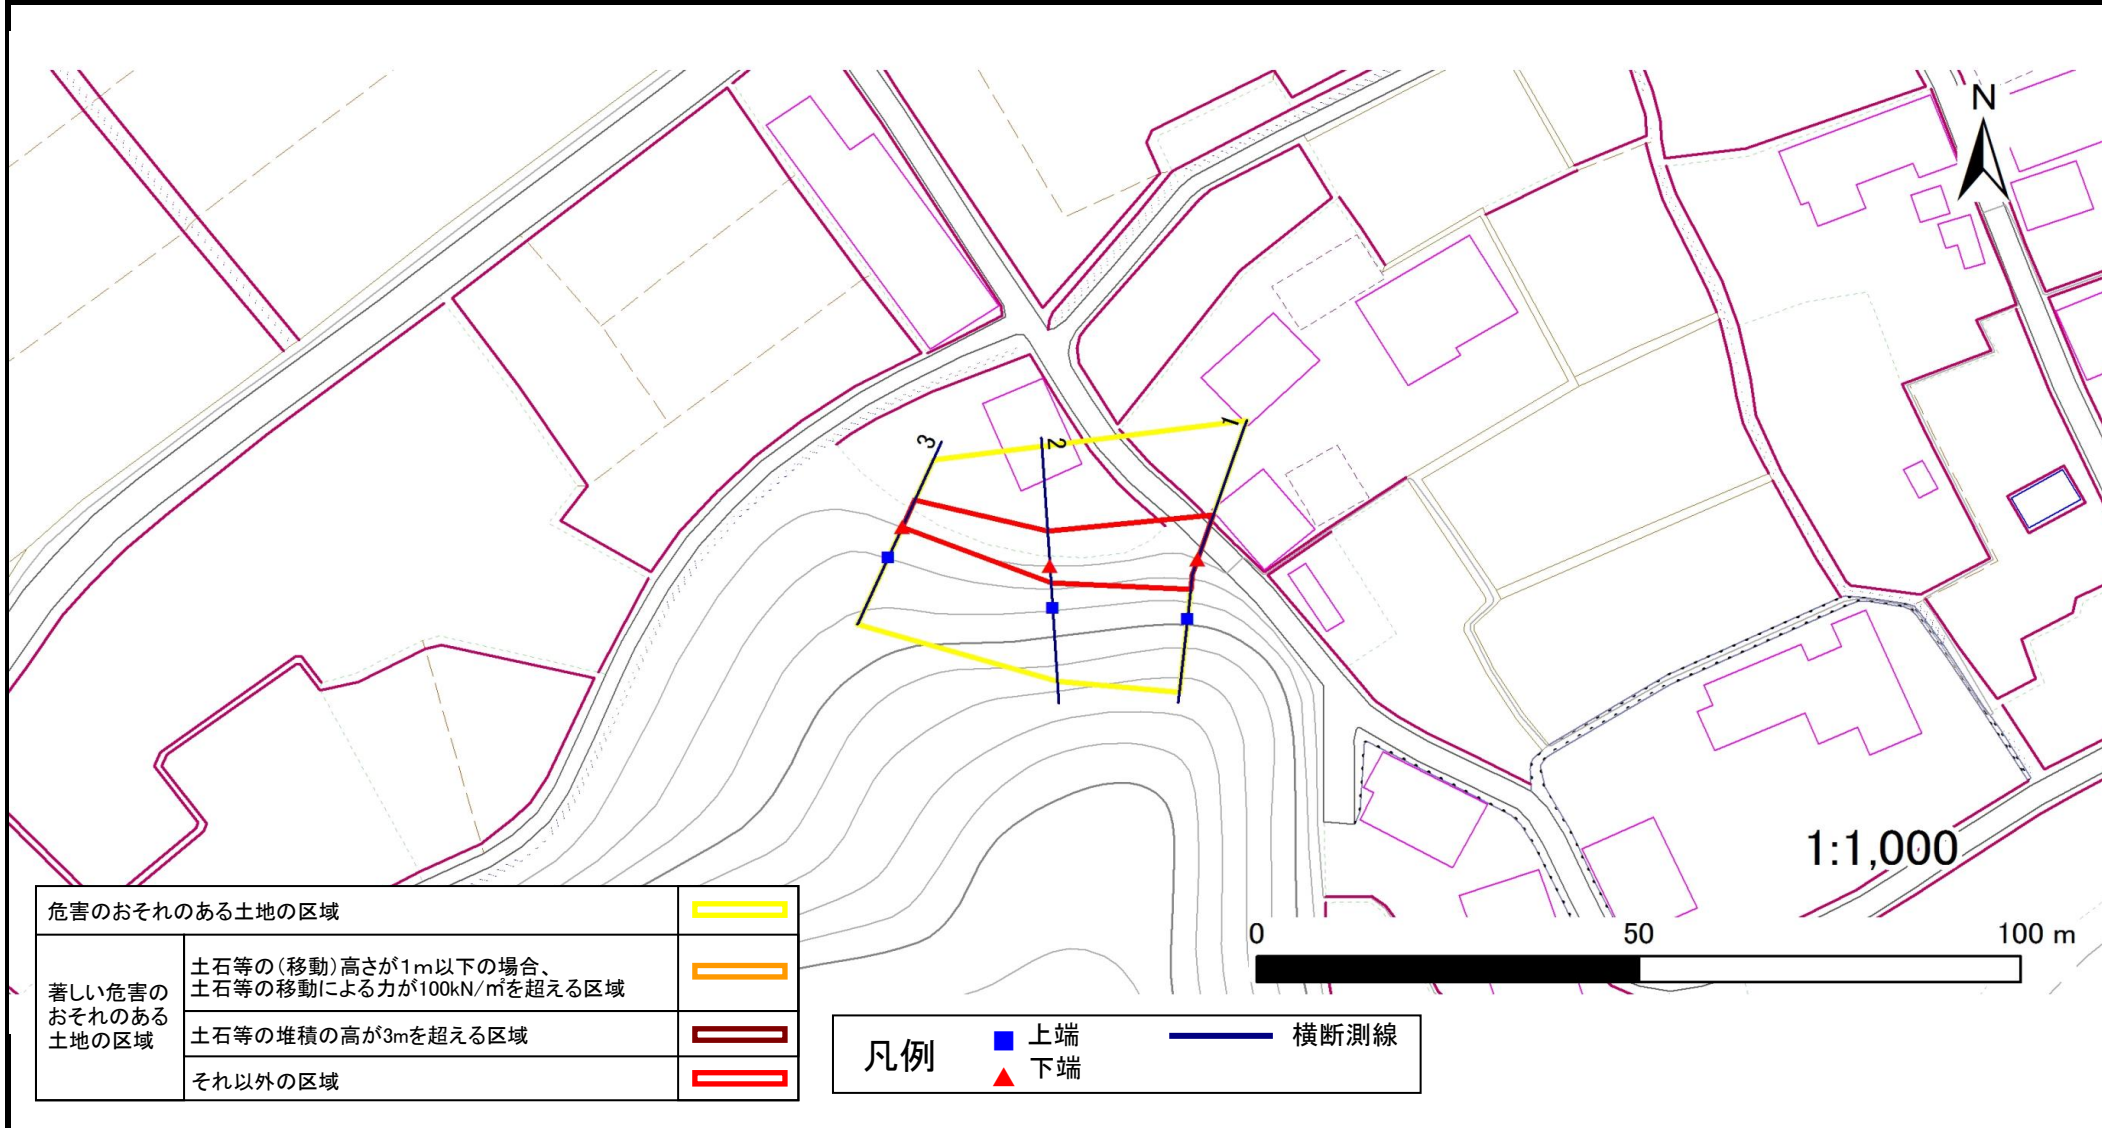 N
3
2
1
1:1,000
0 50 100 m
危害のおそれのある土地の区域
著しい危害の
おそれのある
土地の区域
土石等の(移動)高さが1m以下の場合、
土石等の移動による力が100kN/㎡を超える区域
土石等の堆積の高が3mを超える区域
それ以外の区域
凡例
上端
下端
横断測線